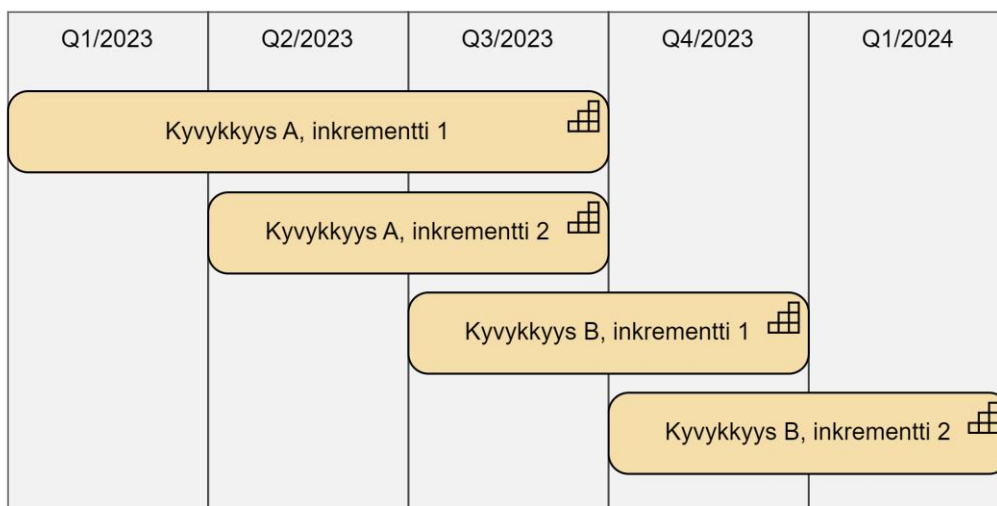 Q1/2023
Q2/2023
Q3/2023
Q4/2023
Q1/2024
Kyvykkyys A, inkrementti 1
Kyvykkyys A, inkrementti 2
Kyvykkyys B, inkrementti 1
Kyvykkyys B, inkrementti 2